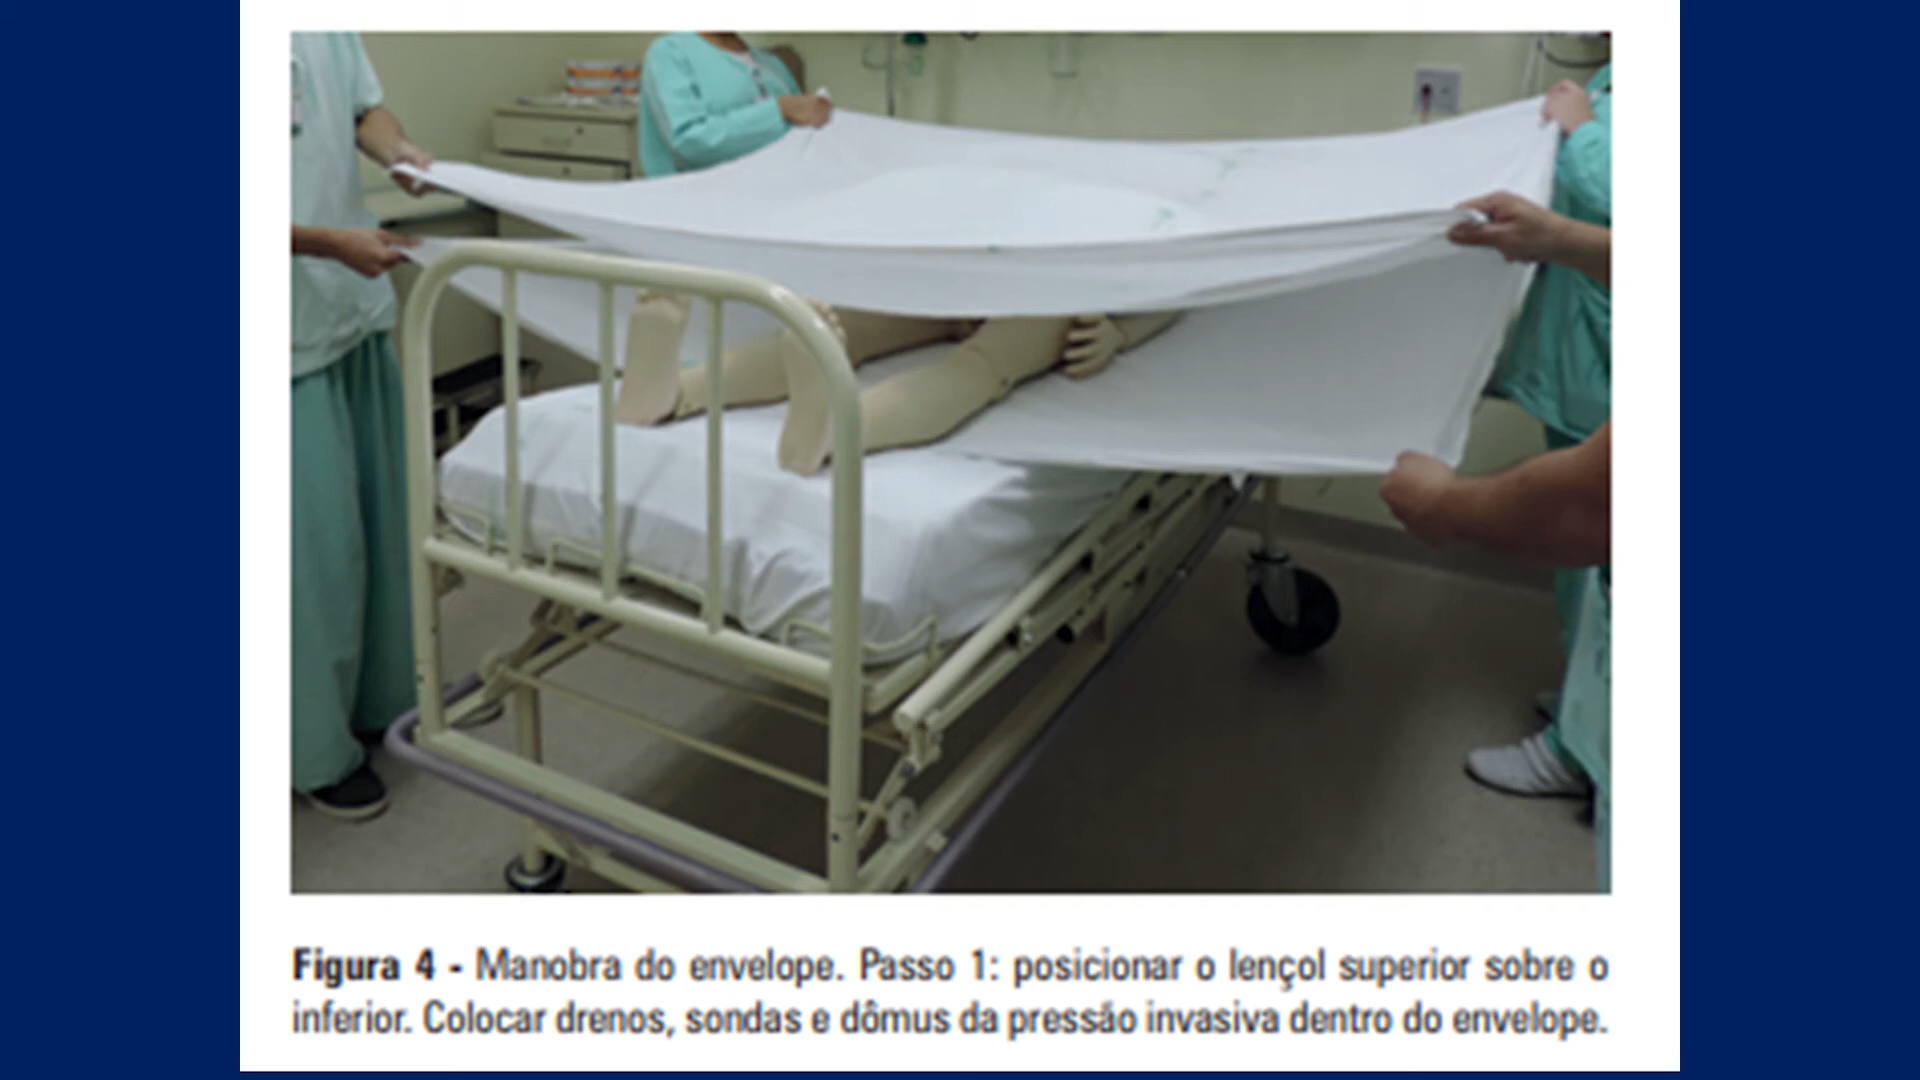 Figura 4 - Manobra do envelope. Passo 1: posicionar o lençol superior sobre o
inferior. Colocar drenos, sondas e dômus da pressão invasiva dentro do envelope.